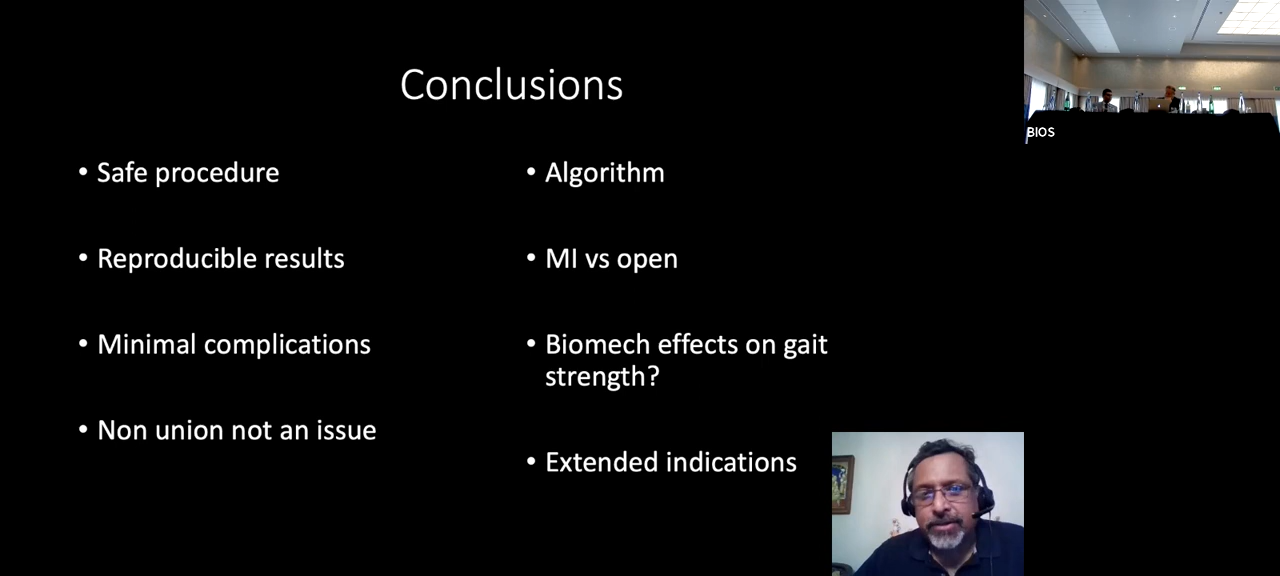 Conclusions
• Safe procedure
• Reproducible results
• Minimal complications
• Non union not an issue
• Algorithm
• MI vs open
• Biomech effects on gait
strength?
• Extended indications
BIOS